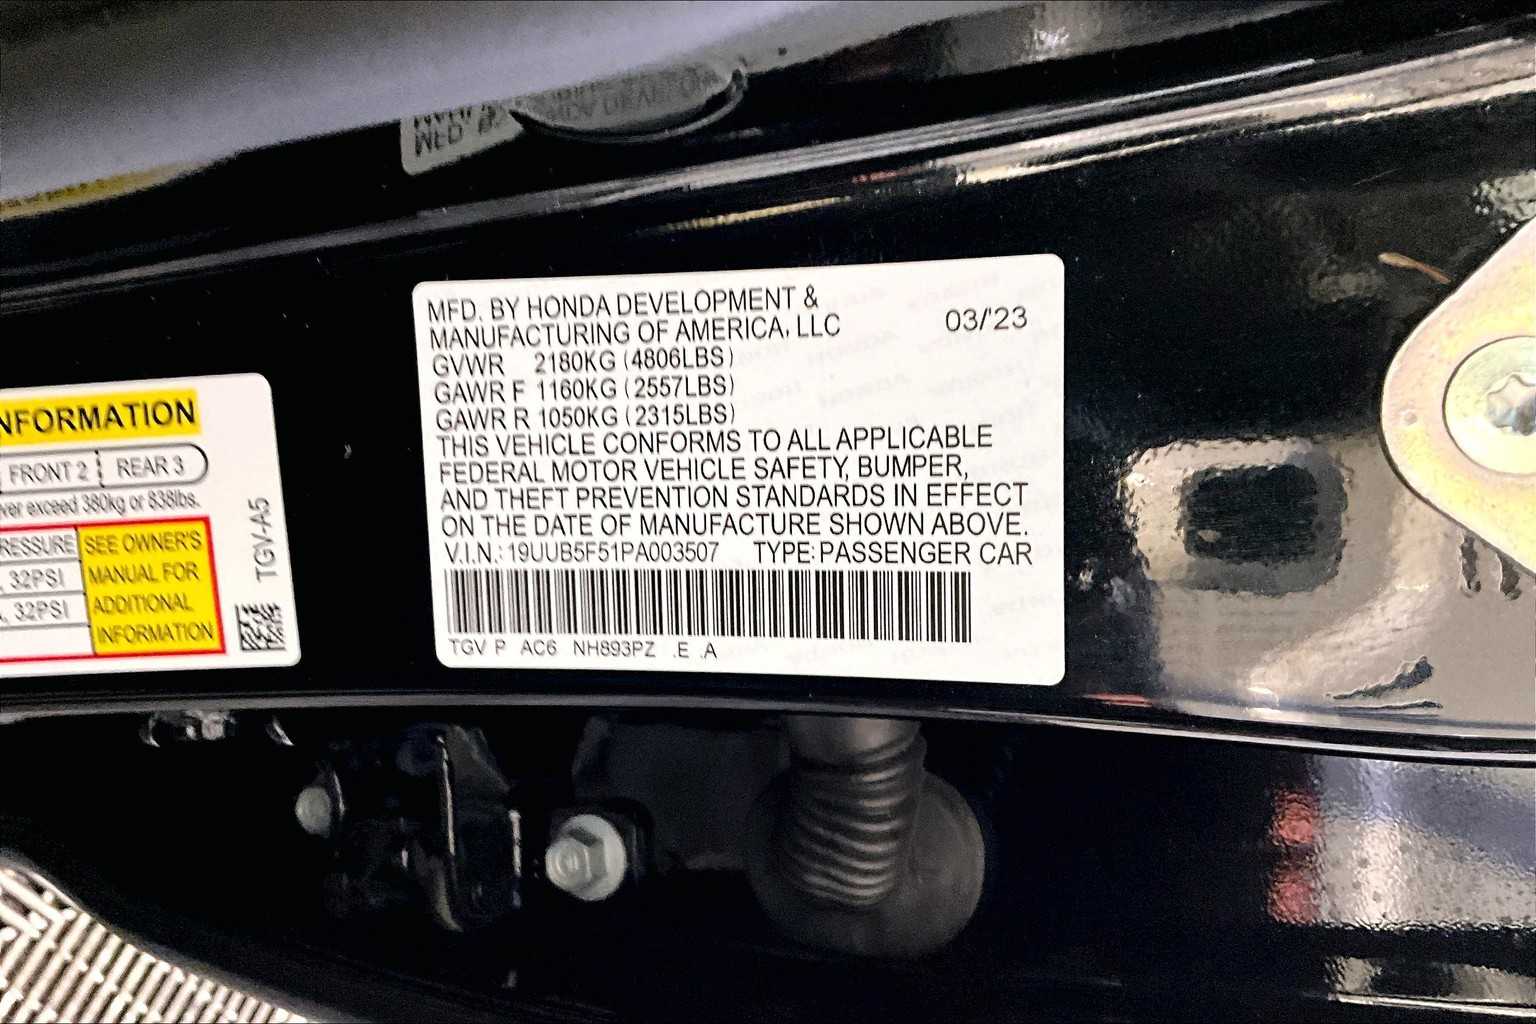 MFD. BY HONDA DEVELOPMENT &
MANUFACTURING OF AMERICA, LLC
03/'23
GVWR 2180KG (4806LBS)
GAWR F 1160KG (2557LBS)
GAWR R 1050KG (2315LBS)
THIS VEHICLE CONFORMS TO ALL APPLICABLE
FEDERAL MOTOR VEHICLE SAFETY, BUMPER,
AND THEFT PREVENTION STANDARDS IN EFFECT
ON THE DATE OF MANUFACTURE SHOWN ABOVE.
V.I.N.: 19UUB5F51PA003507 TYPE: PASSENGER CAR
TGV P AC6 NH893PZ .E .A
NFORMATION
FRONT 2 REAR 3
ver exceed 380kg or 838lbs.
RESSURE
32PSI
32PSI
SEE OWNER'S
MANUAL FOR
ADDITIONAL
INFORMATION
TGV-A5